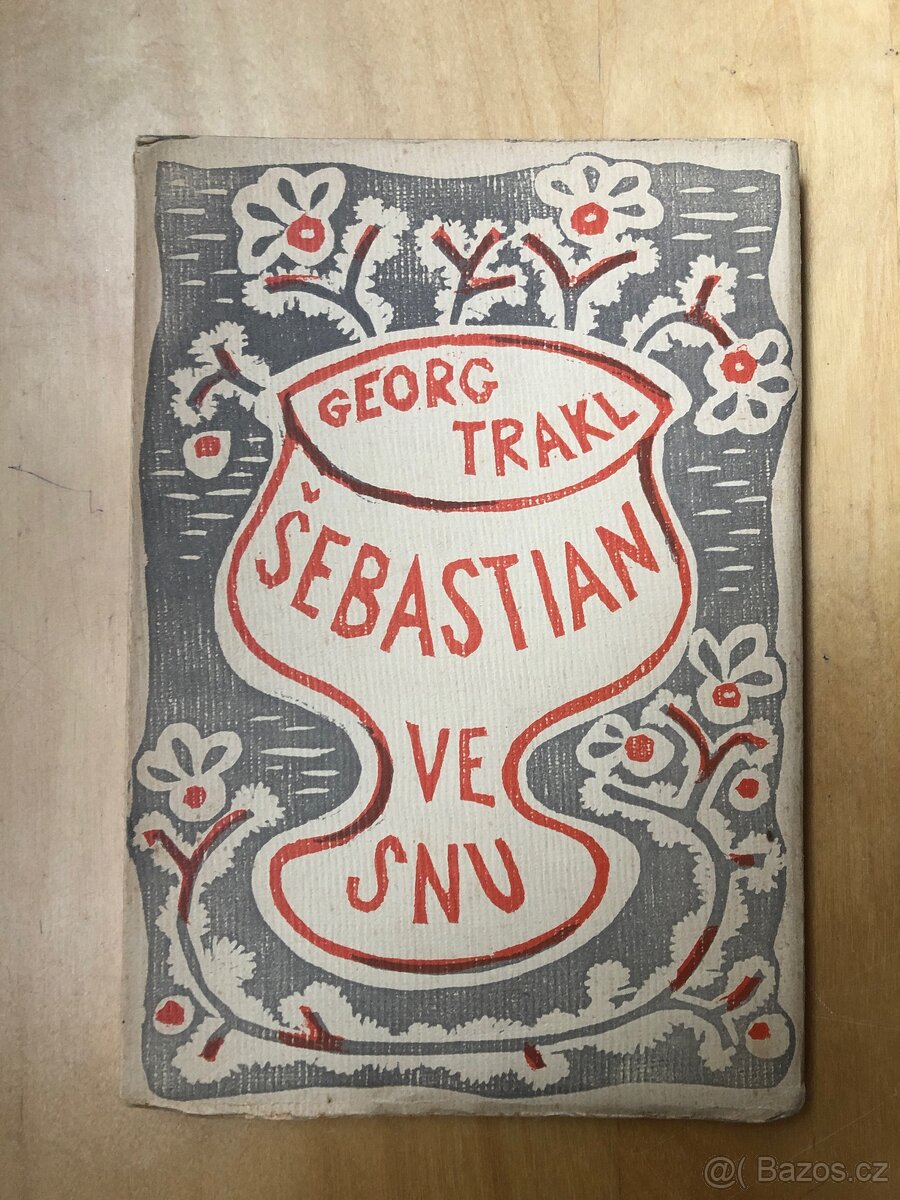 GEORG
TRAKL
ŠEBASTIAN
VE
SNU
@( Bazos.cz